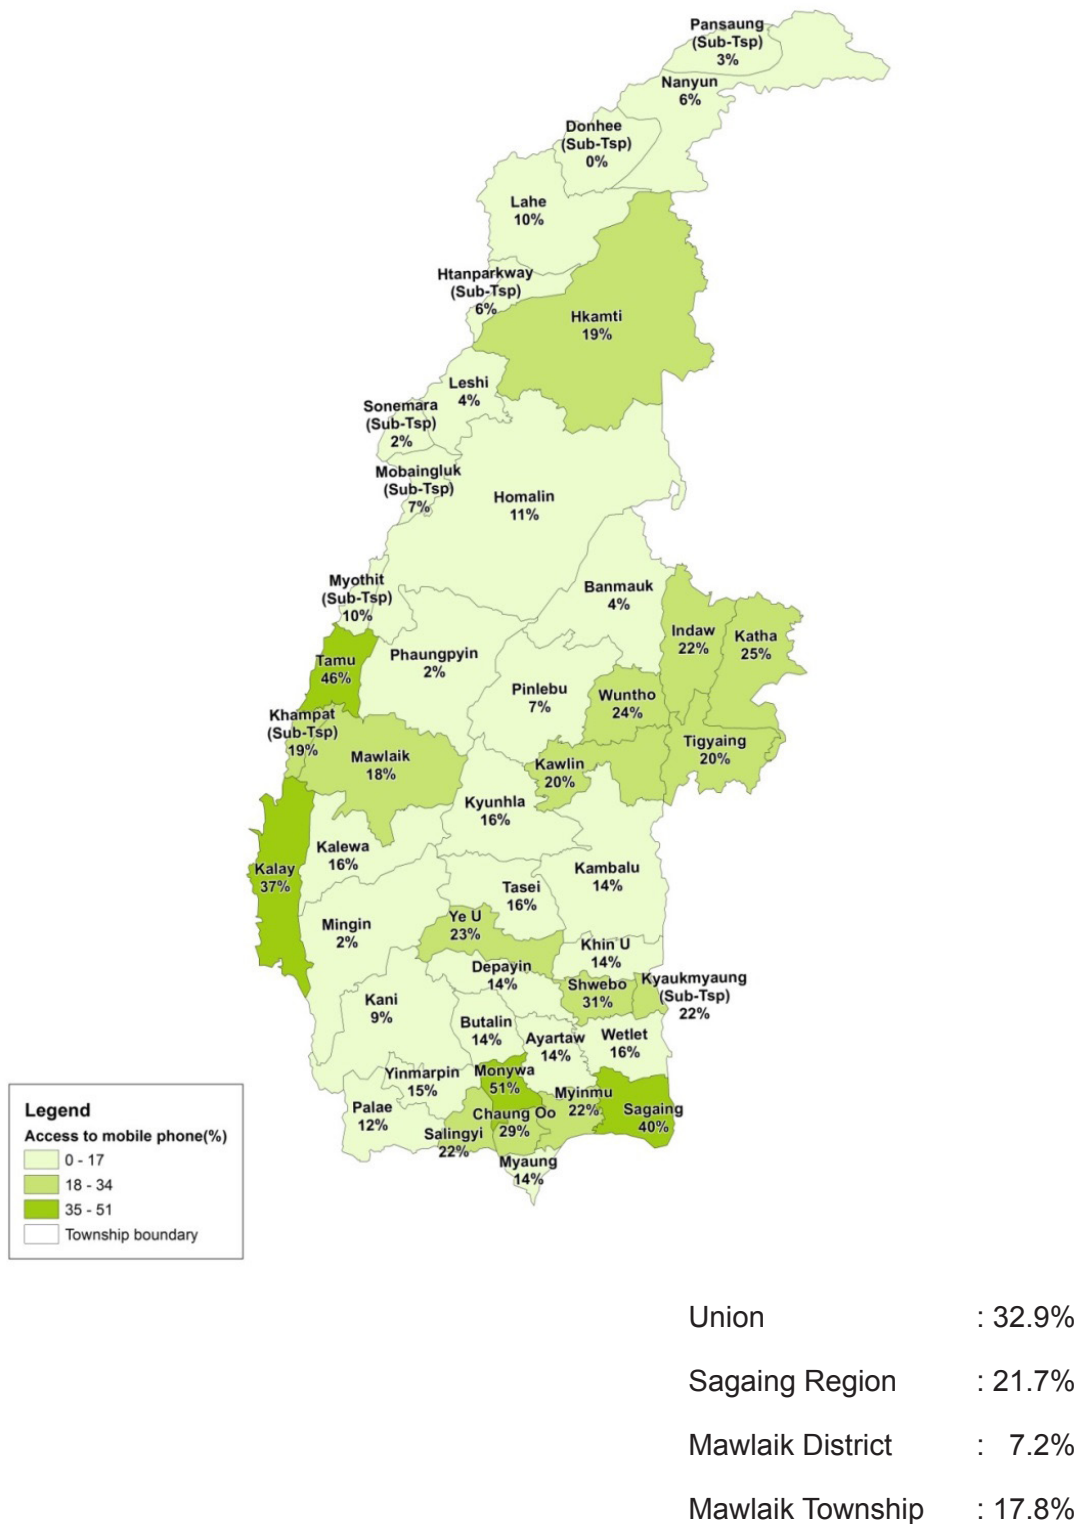 Pansaung
(Sub-Tsp)
3%
Nanyun
6%
Donhee
(Sub-Tsp)
0%
Lahe
10%
Htanparkway
(Sub-Tsp)
6%
Hkamti
19%
Leshi
4%
Sonemara
(Sub-Tsp)
2%
Mobaingluk
(Sub-Tsp)
7%
Homalin
11%
Myothit
(Sub-Tsp)
10%
Banmauk
4%
Indaw
22%
Katha
25%
Tamu
46%
Phaungpyin
2%
Pinlebu
7%
Wuntho
24%
Khampat
(Sub-Tsp)
19%
Mawlaik
18%
Tigyaing
20%
Kawlin
20%
Kyunhla
16%
Kalewa
16%
Kalay
37%
Kambalu
14%
Tasei
16%
Mingin
2%
Ye U
23%
Khin U
14%
Depayin
14%
Shwebo
31%
Kyaukmyaung
(Sub-Tsp)
22%
Kani
9%
Butalin
14%
Ayartaw
14%
Wetlet
16%
Yinmarpin
15%
Monywa
51%
Myinmu
22%
Sagaing
40%
Palae
12%
Salingyi
22%
Chaung Oo
29%
Myaung
14%
Legend
Access to mobile phone(%)
0 - 17
18 - 34
35 - 51
Township boundary
Union : 32.9%
Sagaing Region : 21.7%
Mawlaik District : 7.2%
Mawlaik Township : 17.8%